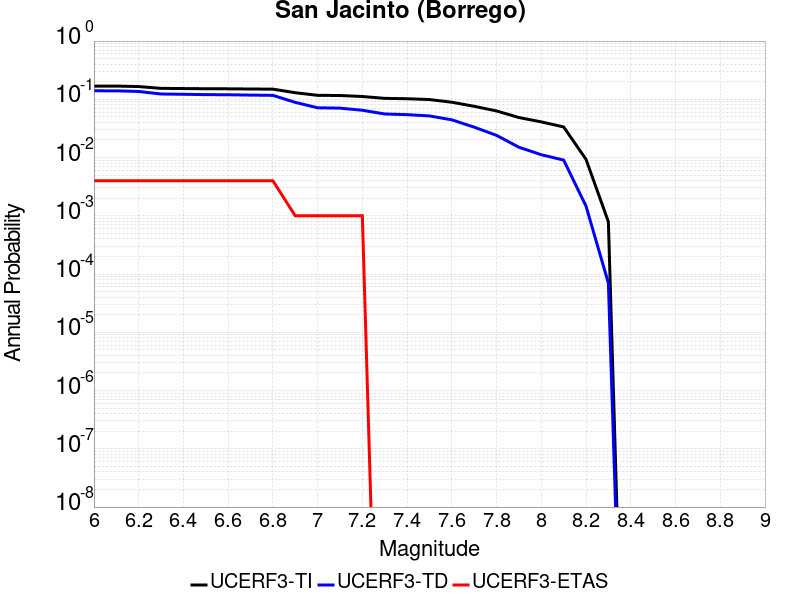 San Jacinto (Borrego)
10^0
10^-1
10^-2
10^-3
10^-4
10^-5
10^-6
10^-7
10^-8
Annual Probability
6 6.2 6.4 6.6 6.8 7 7.2 7.4 7.6 7.8 8 8.2 8.4 8.6 8.8 9
Magnitude
UCERF3-TI UCERF3-TD UCERF3-ETAS